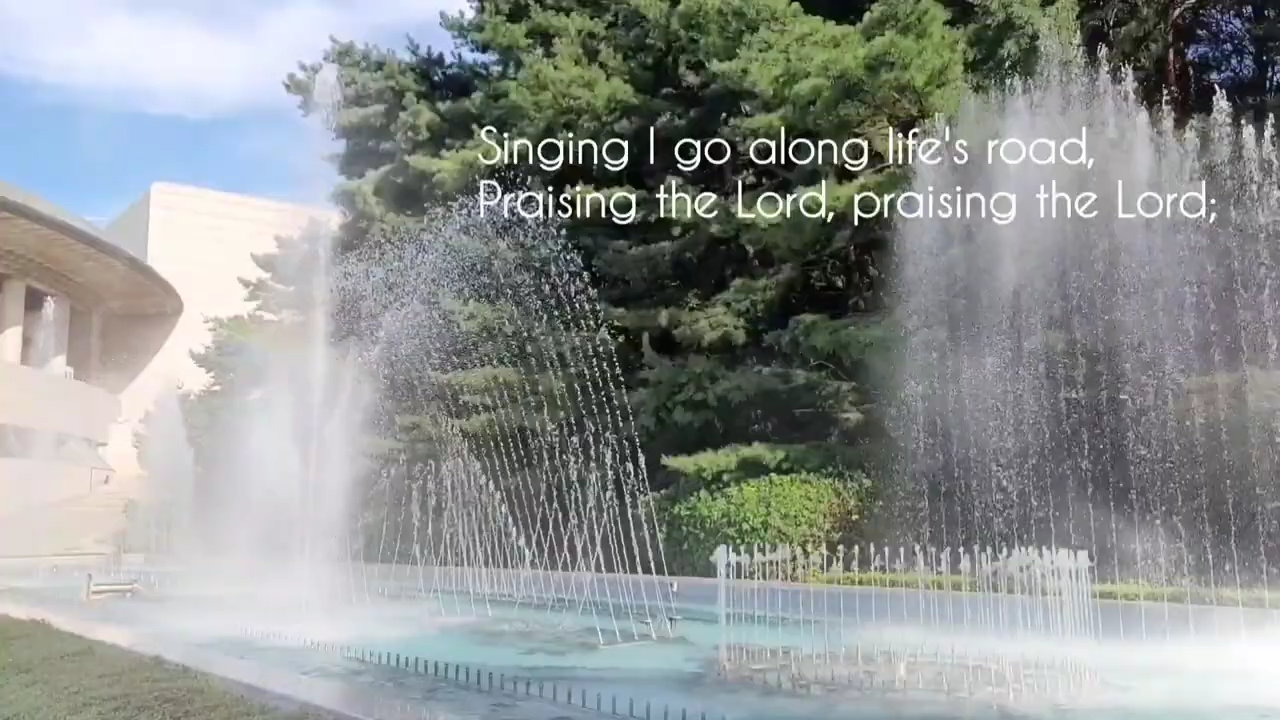 Singing I go along life's road,
Praising the Lord, praising the Lord;